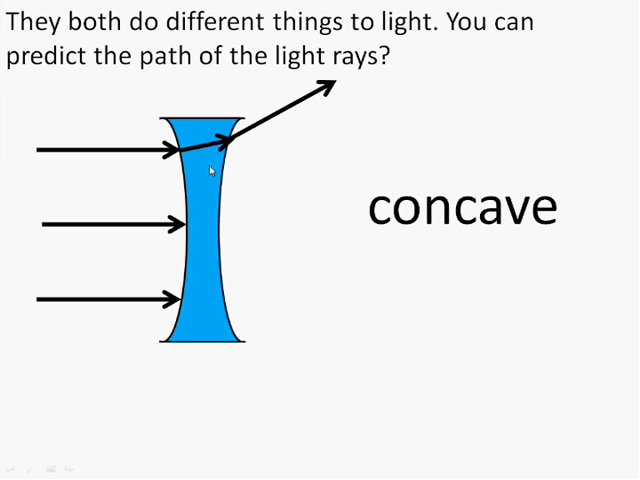 They both do different things to light. You can
predict the path of the light rays?
concave